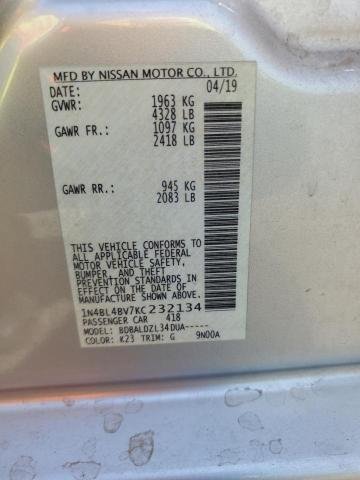 MFD BY NISSAN MOTOR CO., LTD.
DATE: 04/19
GVWR: 1963 KG
4328 LB
GAWR FR.: 1097 KG
2418 LB
GAWR RR.: 945 KG
2083 LB
THIS VEHICLE CONFORMS TO
ALL APPLICABLE FEDERAL
MOTOR VEHICLE SAFETY,
BUMPER, AND THEFT
PREVENTION STANDARDS IN
EFFECT ON THE DATE OF
MANUFACTURE SHOWN ABOVE.
1N4BL4BV7KC232134
PASSENGER CAR 418
MODEL: BDBALDZL34DUA-----
COLOR: K23 TRIM: G 9N00A